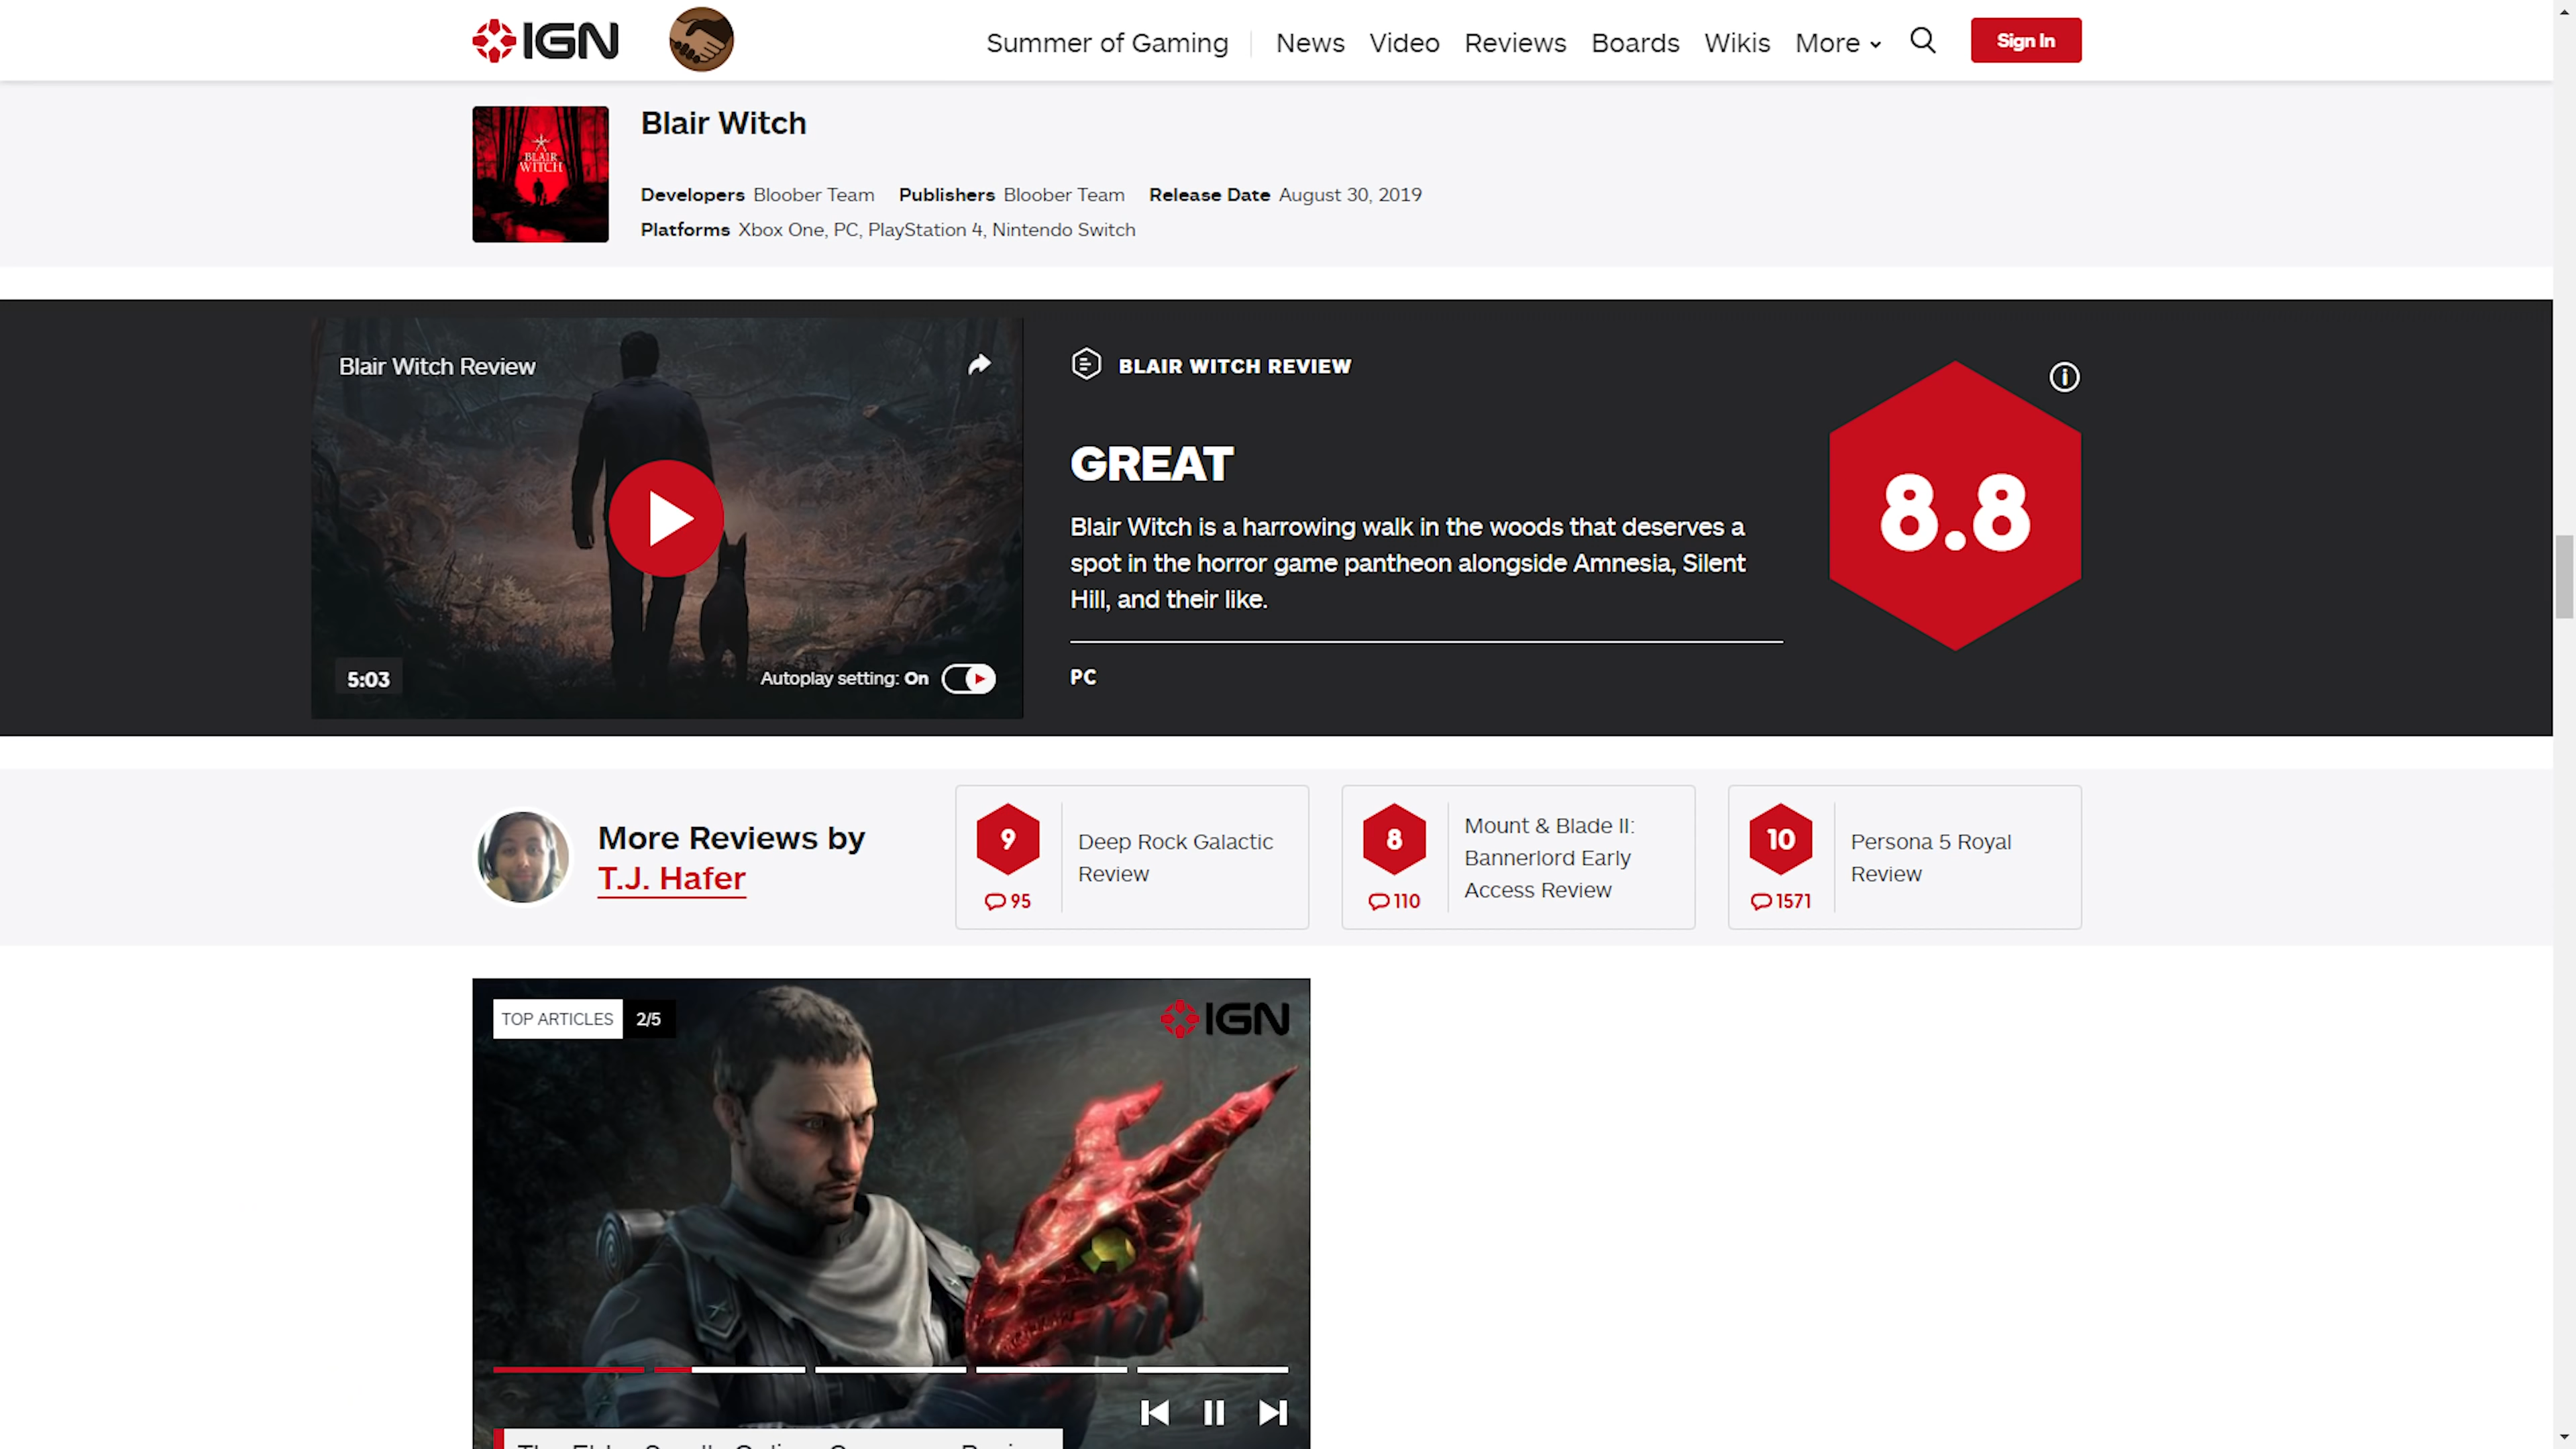 IGN
Summer of Gaming
News
Video
Reviews
Boards
Wikis
More
Sign In
BLAIR
WITCH
Blair Witch
Developers Bloober Team Publishers Bloober Team Release Date August 30, 2019
Platforms Xbox One, PC, PlayStation 4, Nintendo Switch
Blair Witch Review
5:03
Autoplay setting: On
BLAIR WITCH REVIEW
GREAT
Blair Witch is a harrowing walk in the woods that deserves a
spot in the horror game pantheon alongside Amnesia, Silent
Hill, and their like.
PC
8.8
More Reviews by
T.J. Hafer
9
95
Deep Rock Galactic
Review
8
110
Mount & Blade II:
Bannerlord Early
Access Review
10
1571
Persona 5 Royal
Review
TOP ARTICLES 2/5
IGN